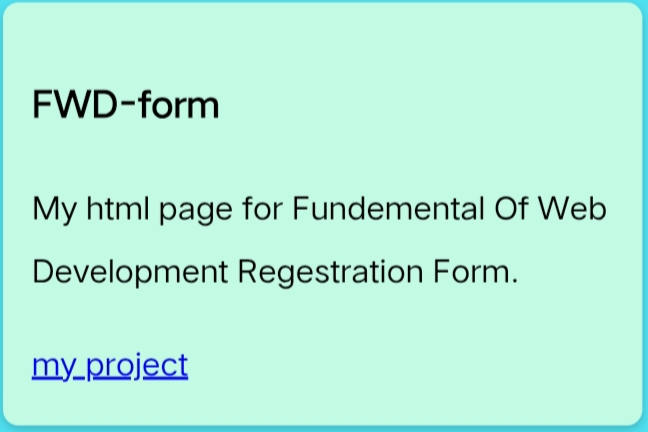 FWD-form
My html page for Fundemental Of Web
Development Regestration Form.
my project